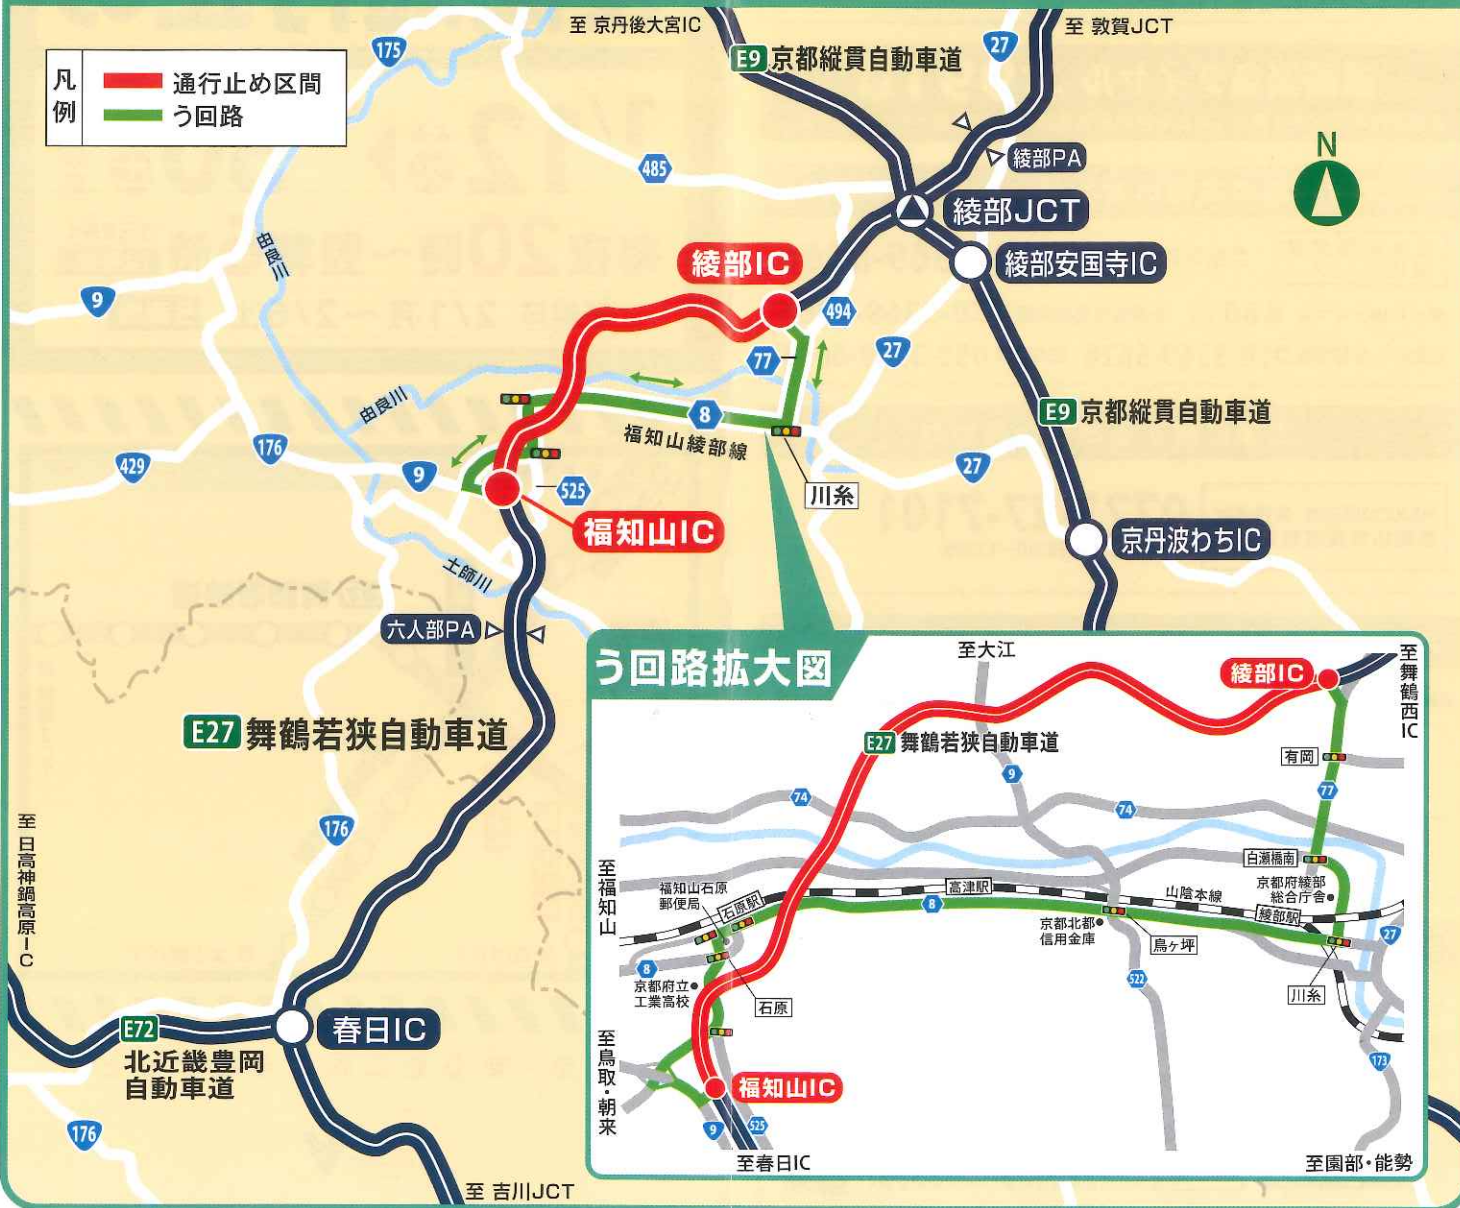 凡例
通行止め区間
う回路
至 京丹後大宮IC
E9 京都縦貫自動車道
27
至 敦賀JCT
175
485
綾部PA
N
綾部JCT
綾部安国寺IC
由良川
綾部IC
494
9
77
27
由良川
8
福知山綾部線
E9 京都縦貫自動車道
176
429
9
525
27
川糸
福知山IC
京丹波わちIC
土師川
六人部PA
E27 舞鶴若狭自動車道
176
至 日高神鍋高原IC
E72
北近畿豊岡
自動車道
春日IC
176
至 吉川JCT
う回路拡大図
至大江
綾部IC
至舞鶴西IC
E27 舞鶴若狭自動車道
有岡
9
77
74
74
白瀬橋南
至福知山
福知山石原
郵便局
石原駅
高津駅
山陰本線
京都府綾部
総合庁舎
綾部駅
8
京都北都
信用金庫
鳥ヶ坪
27
8
京都府立
工業高校
石原
522
川糸
至鳥取・朝来
173
福知山IC
9
525
至春日IC
至園部・能勢